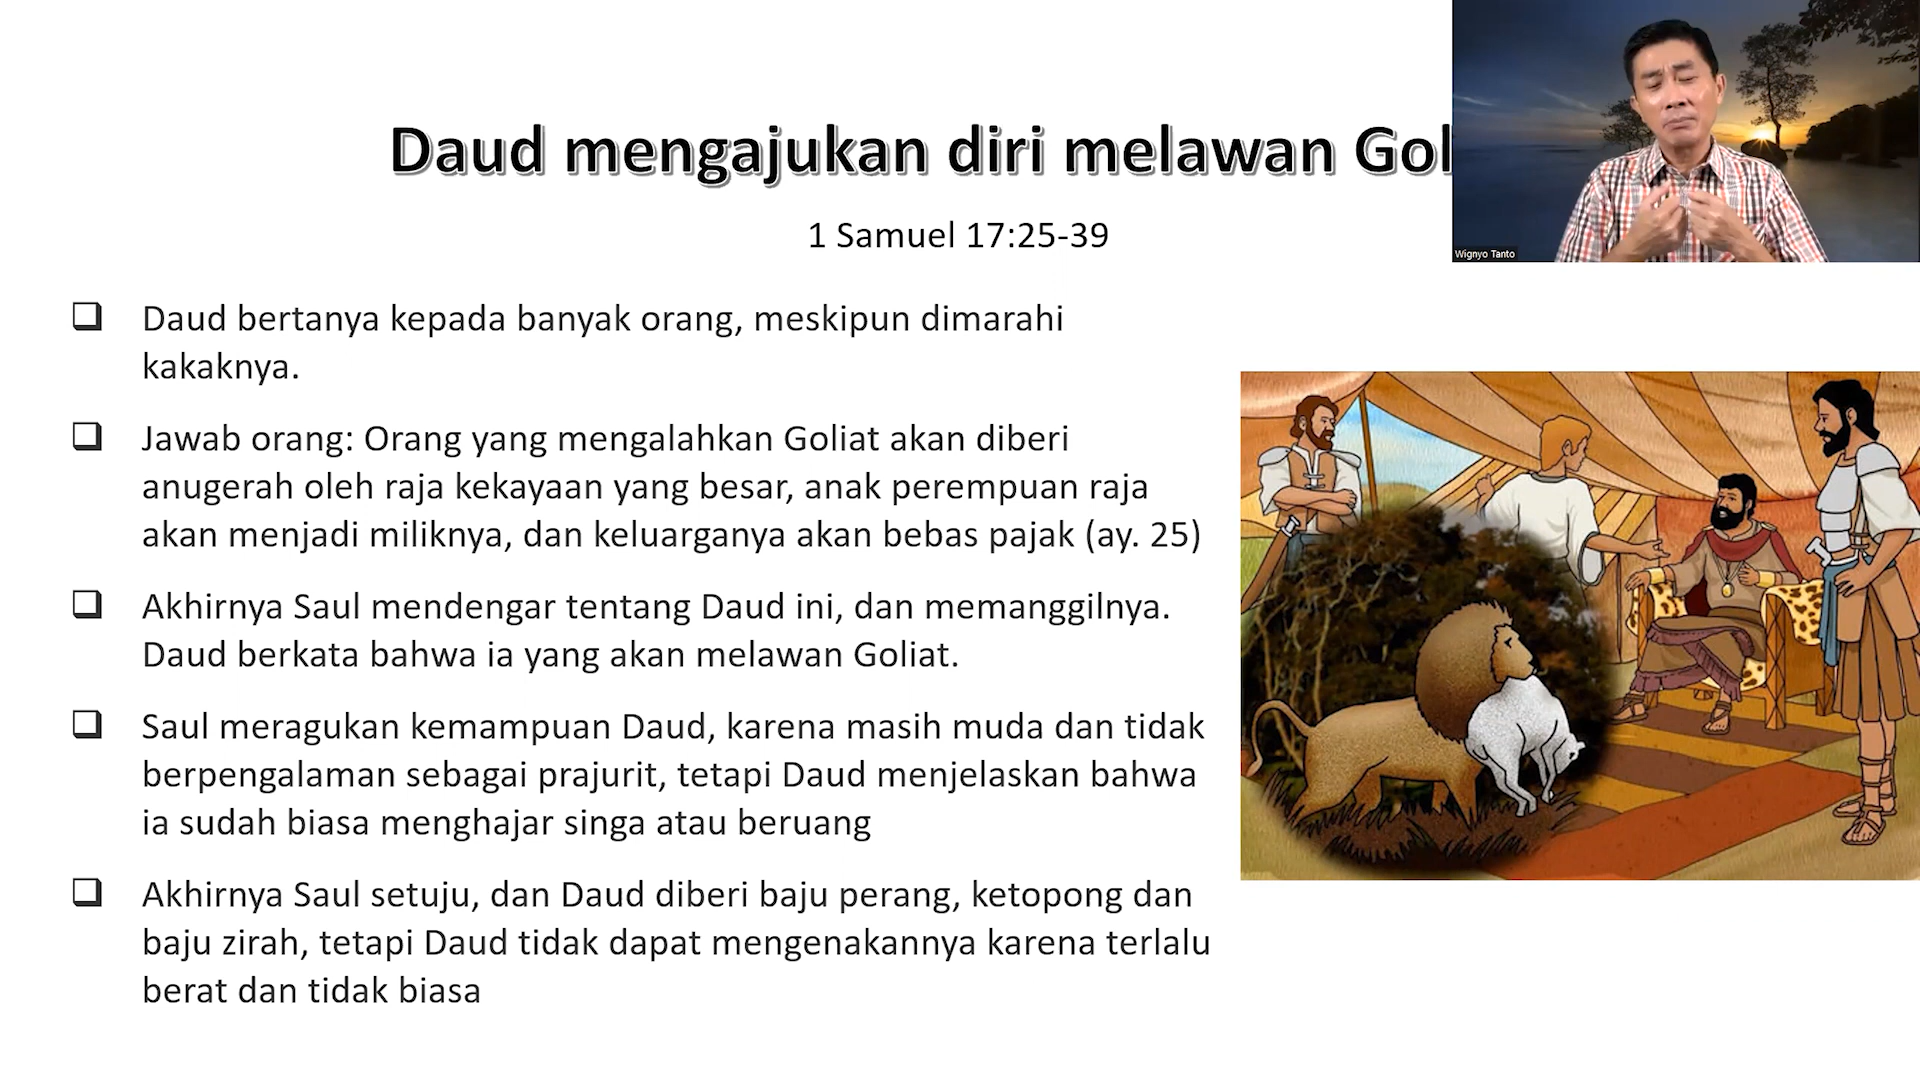 Daud mengajukan diri melawan Gol
1 Samuel 17:25-39
Wignyo Tanto
❑ Daud bertanya kepada banyak orang, meskipun dimarahi
kakaknya.
❑ Jawab orang: Orang yang mengalahkan Goliat akan diberi
anugerah oleh raja kekayaan yang besar, anak perempuan raja
akan menjadi miliknya, dan keluarganya akan bebas pajak (ay. 25)
❑ Akhirnya Saul mendengar tentang Daud ini, dan memanggilnya.
Daud berkata bahwa ia yang akan melawan Goliat.
❑ Saul meragukan kemampuan Daud, karena masih muda dan tidak
berpengalaman sebagai prajurit, tetapi Daud menjelaskan bahwa
ia sudah biasa menghajar singa atau beruang
❑ Akhirnya Saul setuju, dan Daud diberi baju perang, ketopong dan
baju zirah, tetapi Daud tidak dapat mengenakannya karena terlalu
berat dan tidak biasa